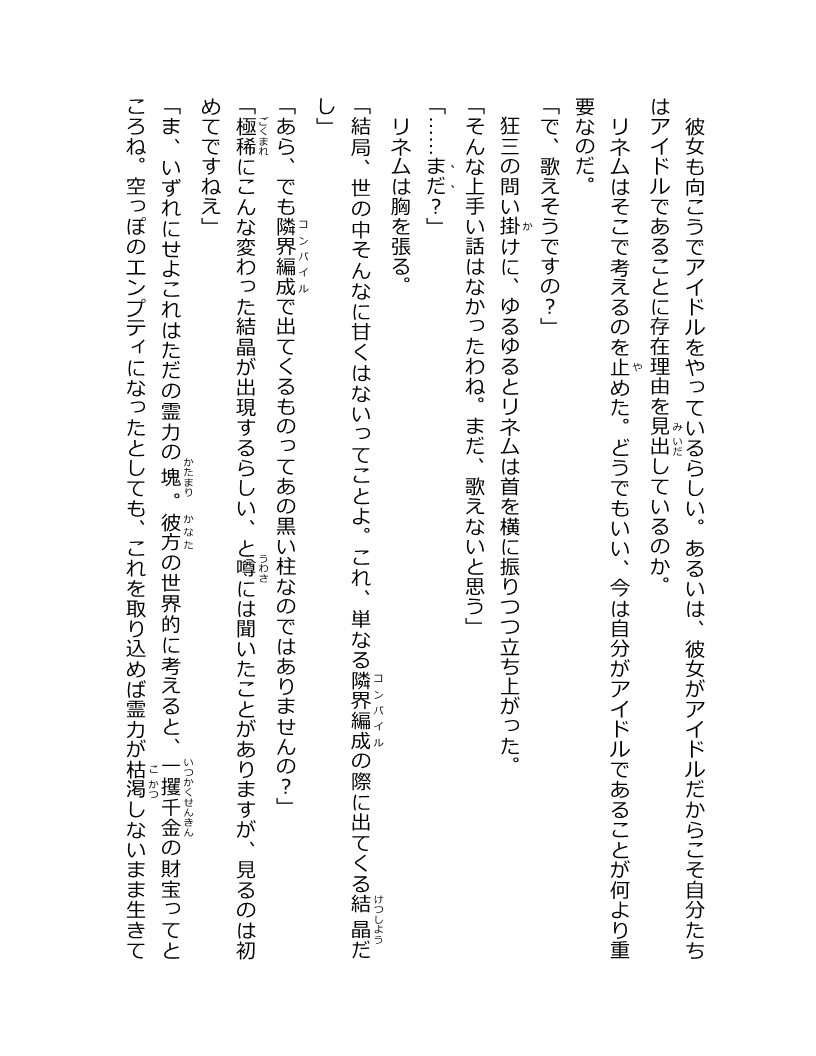 彼女も向こうでアイドルをやっているらしい。あるいは、彼女がアイドルだからこそ自分たち
はアイドルであることに存在理由を見出しているのか。
リネムはそこで考えるのを止めた。どうでもいい、今は自分がアイドルであることが何より重
要なのだ。
「で、歌えそうですの？」
狂三の問い掛けに、ゆるゆるとリネムは首を横に振りつつ立ち上がった。
「そんな上手い話はなかったわね。まだ、歌えないと思う」
「……まだ？」
リネムは胸を張る。
「結局、世の中そんなに甘くはないってことよ。これ、単なる隣界編成の際に出てくる結晶だ
し」
「あら、でも隣界編成で出てくるものってあの黒い柱なのではありませんの？」
「極稀にこんな変わった結晶が出現するらしい、と噂には聞いたことがありますが、見るのは初
めてですねえ」
「ま、いずれにせよこれはただの霊力の塊。彼方の世界的に考えると、一攫千金の財宝ってと
ころね。空っぽのエンプティになったとしても、これを取り込めば霊力が枯渇しないまま生きて